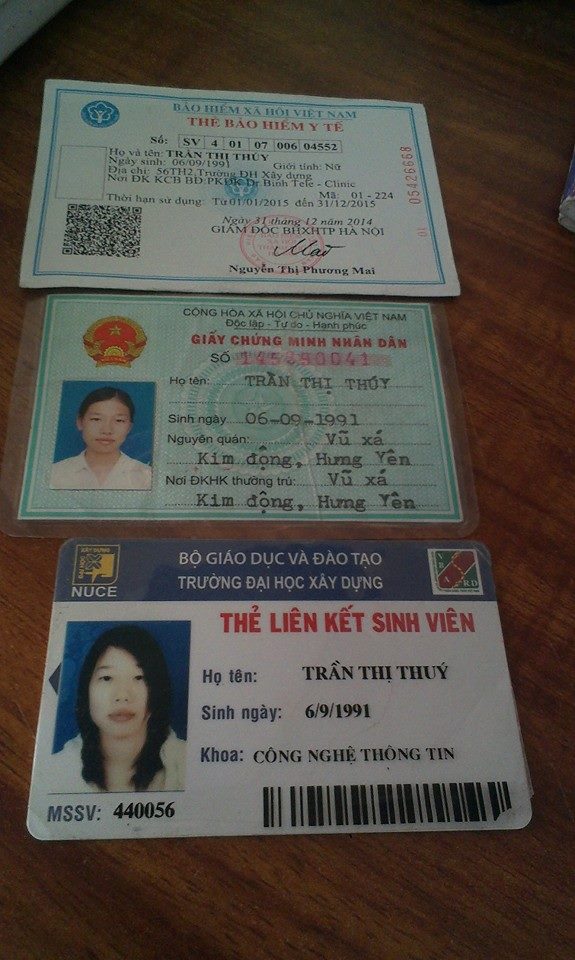 BẢO HIỂM XÃ HỘI VIỆT NAM
THẺ BẢO HIỂM Y TẾ
Số: SV 4 01 07 006 04552
Họ và tên: TRẦN THỊ THÚY
Ngày sinh: 06/09/1991 Giới tính: Nữ
Địa chỉ: 56TH2,Trường ĐH Xây dựng
Nơi ĐK KCB BĐ:PKĐK Dr Binh Tele - Clinic
Mã: 01 - 224
Thời hạn sử dụng: Từ 01/01/2015 đến 31/12/2015
Ngày 31 tháng 12 năm 2014
GIÁM ĐỐC BHXHTP HÀ NỘI
Nguyễn Thị Phương Mai
01 05426668
CỘNG HÒA XÃ HỘI CHỦ NGHĨA VIỆT NAM
Độc lập - Tự do - Hạnh phúc
GIẤY CHỨNG MINH NHÂN DÂN
SỐ
Họ tên: TRẦN THỊ THÚY
Sinh ngày 06-09-1991
Nguyên quán: Vũ xá
Kim động, Hưng Yên
Nơi ĐKHK thường trú: Vũ xá
Kim động, Hưng Yên
XÂY DỰNG
ĐẠI HỌC
NUCE
BỘ GIÁO DỤC VÀ ĐÀO TẠO
TRƯỜNG ĐẠI HỌC XÂY DỰNG
THẺ LIÊN KẾT SINH VIÊN
Họ tên: TRẦN THỊ THUÝ
Sinh ngày: 6/9/1991
Khoa: CÔNG NGHỆ THÔNG TIN
MSSV: 440056